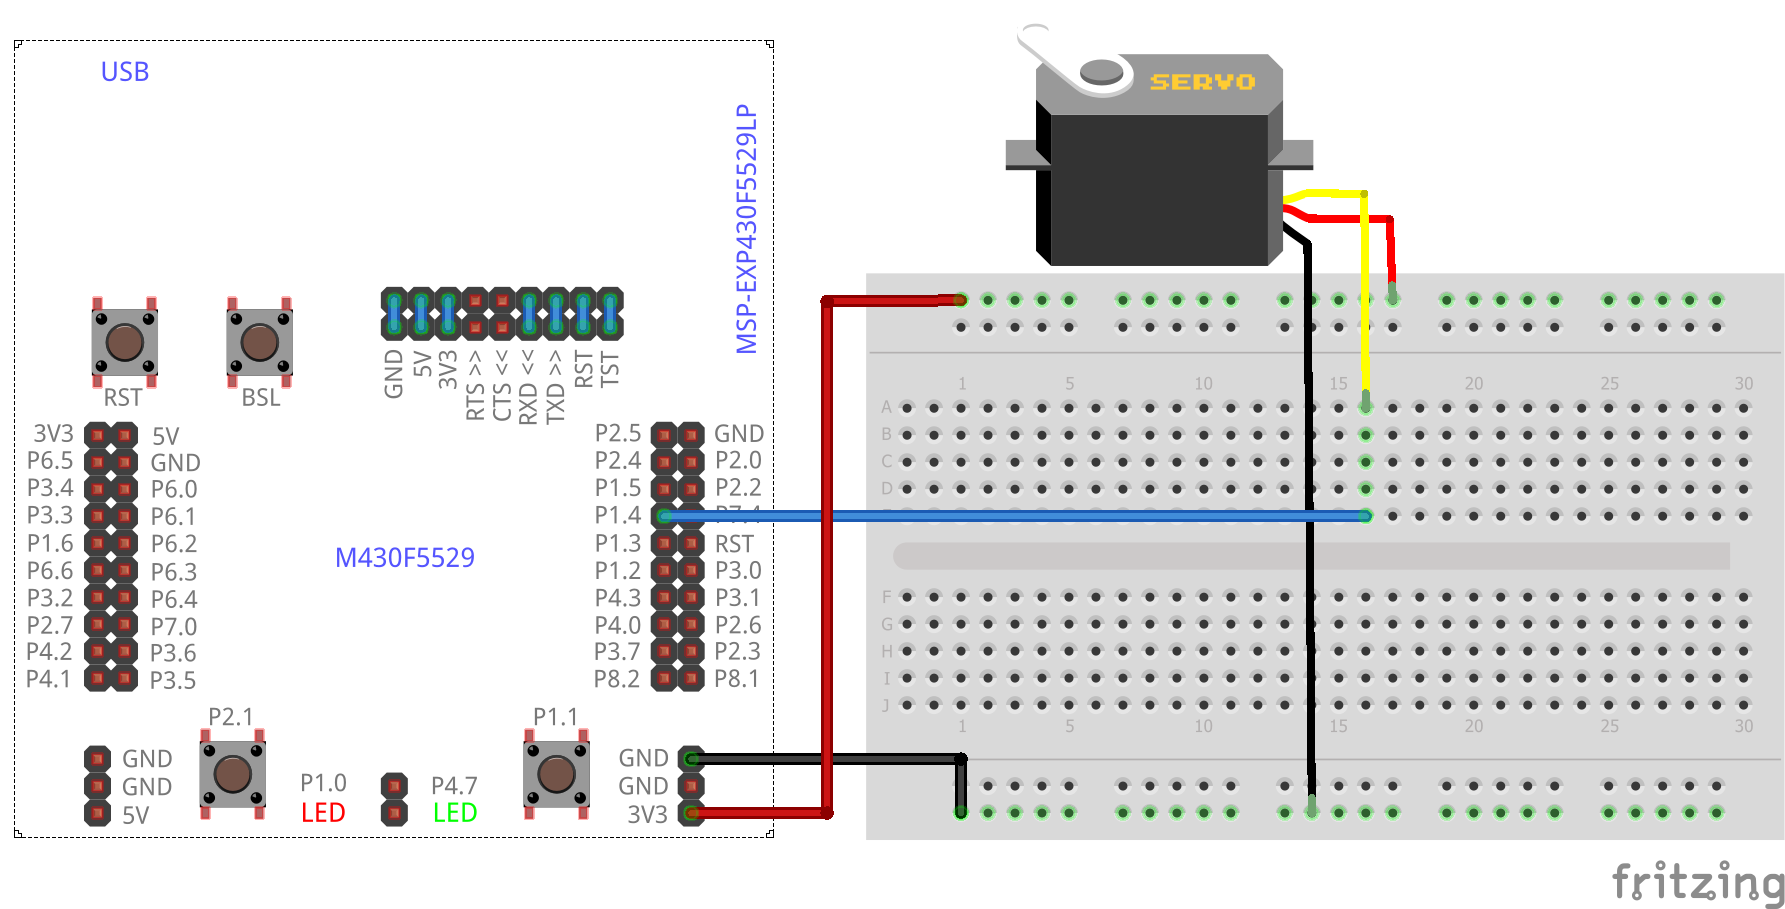 USB
SERVO
MSP-EXP430F5529LP
GND 5V 3V3 RTS >> CTS << RXD << TXD >> RST TST
RST
BSL
3V3 5V
P6.5 GND
P3.4 P6.0
P3.3 P6.1
P1.6 P6.2
P6.6 P6.3
P3.2 P6.4
P2.7 P7.0
P4.2 P3.6
P4.1 P3.5
M430F5529
P2.5 GND
P2.4 P2.0
P1.5 P2.2
P1.4 P7.4
P1.3 RST
P1.2 P3.0
P4.3 P3.1
P4.0 P2.6
P3.7 P2.3
P8.2 P8.1
P2.1
P1.1
GND
GND
5V
P1.0
LED
P4.7
LED
GND
GND
3V3
1 5 10 15 20 25 30
A
B
C
D
F
G
H
I
J
1 5 10 15 20 25 30
fritzing